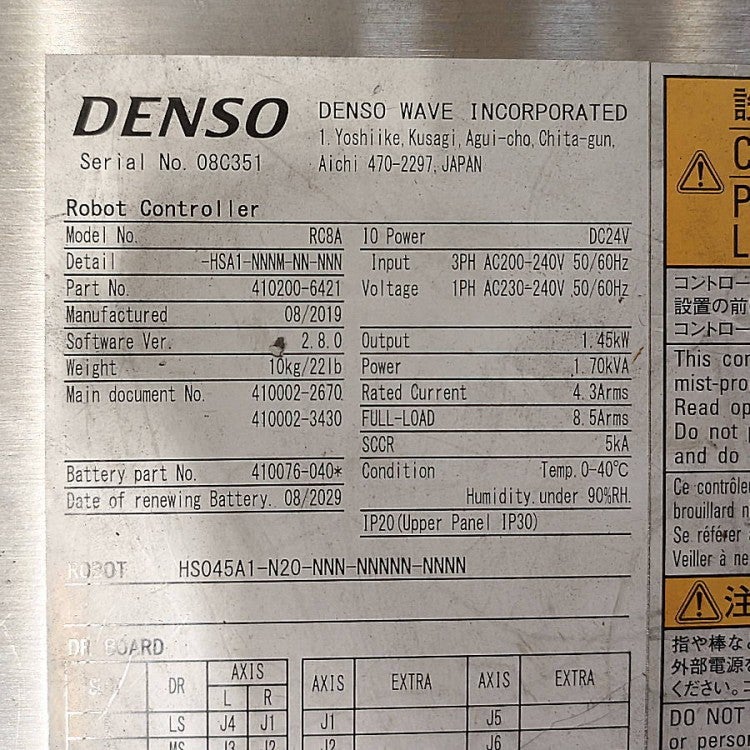 DENSO
DENSO WAVE INCORPORATED
1. Yoshiike, Kusagi, Agui-cho, Chita-gun,
Aichi 470-2297, JAPAN
Serial No. 08C351
Robot Controller
Model No. RC8A
Detail -HSA1-NNNM-NN-NNN
Part No. 410200-6421
Manufactured 08/2019
Software Ver. 2.8.0
Weight 10kg/22lb
Main document No. 410002-2670
410002-3430
Battery part No. 410076-040*
Date of renewing Battery. 08/2029
IO Power DC24V
Input 3PH AC200-240V 50/60Hz
Voltage 1PH AC230-240V 50/60Hz
Output 1.45kW
Power 1.70kVA
Rated Current 4.3Arms
FULL-LOAD 8.5Arms
SCCR 5kA
Condition Temp. 0-40℃
Humidity. under 90%RH.
IP20(Upper Panel IP30)
ROBOT HS045A1-N20-NNN-NNNNN-NNNN
DR BOARD
DR AXIS
L R
AXIS EXTRA AXIS EXTRA
LS J4 J1 J1 J5
MS J3 J2 J2 J6
設
C
P
L
コントロー
設置の前
コントロー
This con
mist-pro
Read op
Do not p
and do
Ce contrôle
brouillard n
Se référer
Veiller à ne
注
指や棒な
外部電源を
ください。
DO NOT
or person